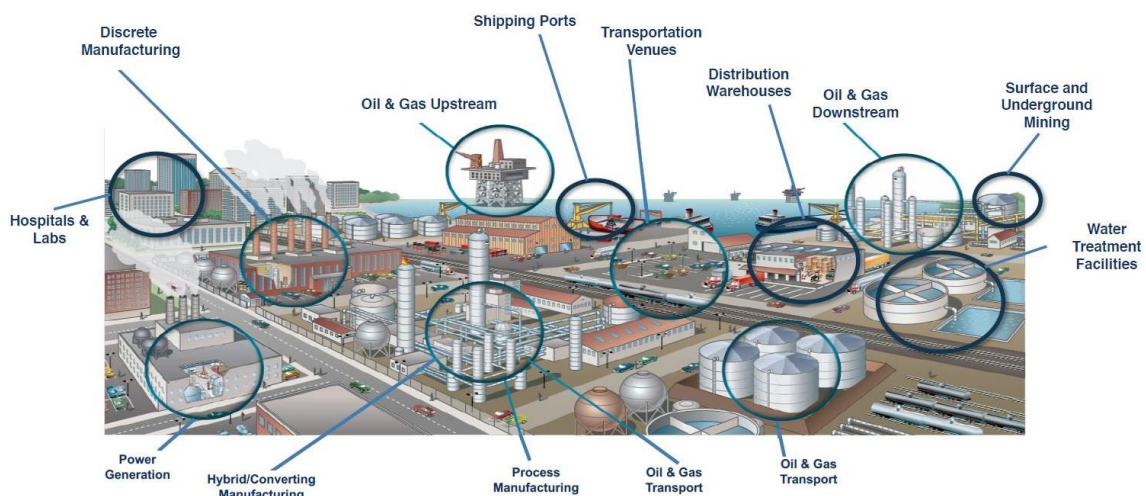 Shipping Ports
Discrete
Manufacturing
Transportation
Venues
Distribution
Warehouses
Oil & Gas
Downstream
Surface and
Underground
Mining
Oil & Gas Upstream
Hospitals &
Labs
Water
Treatment
Facilities
Power
Generation
Hybrid/Converting
Manufacturing
Process
Manufacturing
Oil & Gas
Transport
Oil & Gas
Transport